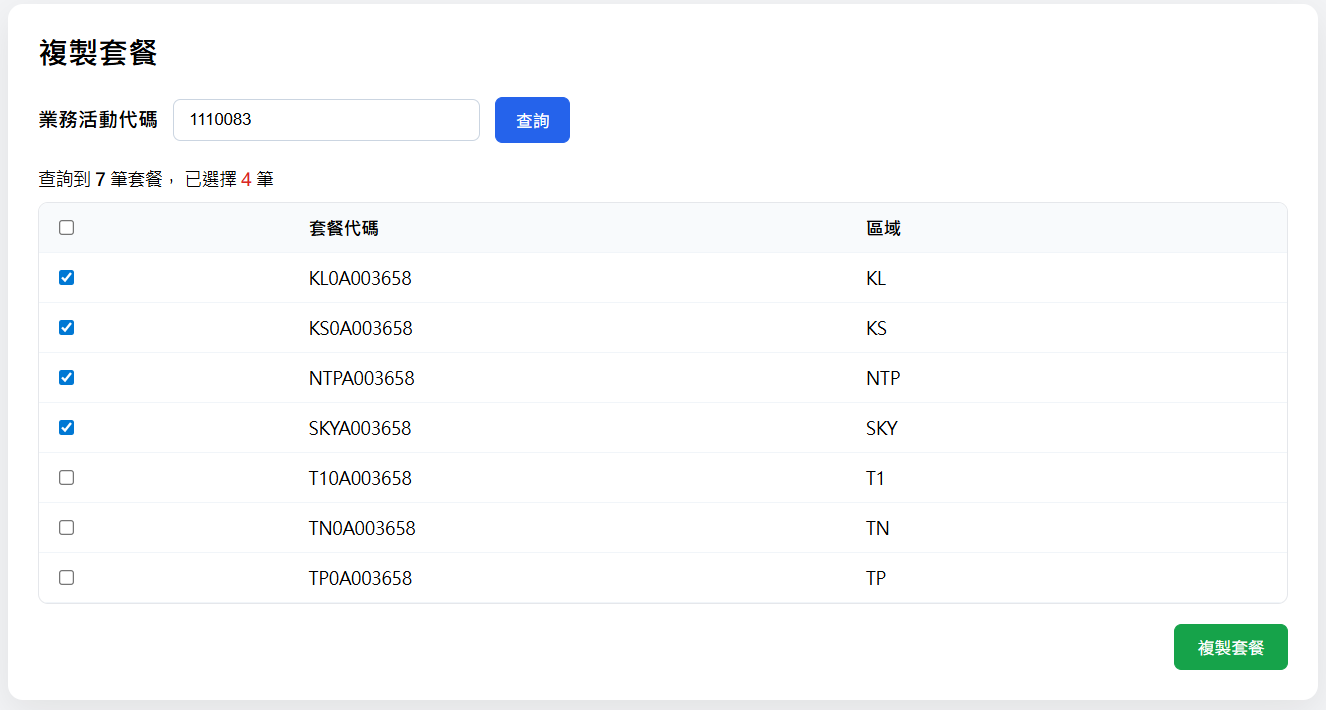 複製套餐
業務活動代碼 1110083 查詢
查詢到 7 筆套餐， 已選擇 4 筆
套餐代碼 區域
KL0A003658 KL
KS0A003658 KS
NTPA003658 NTP
SKYA003658 SKY
T10A003658 T1
TN0A003658 TN
TP0A003658 TP
複製套餐